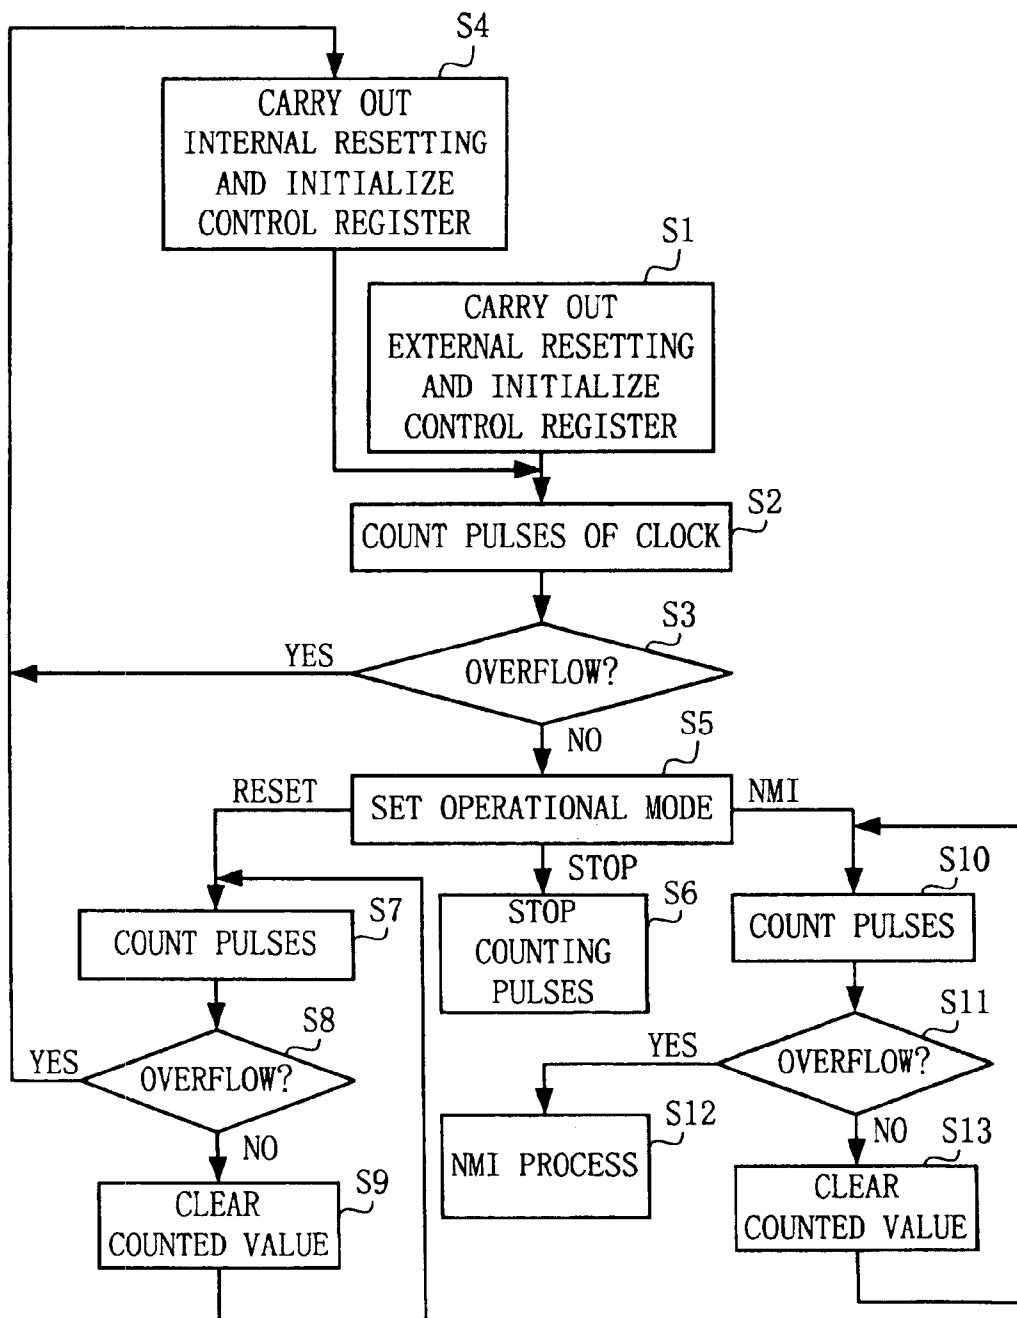 S4
CARRY OUT
INTERNAL RESETTING
AND INITIALIZE
CONTROL REGISTER
S1
CARRY OUT
EXTERNAL RESETTING
AND INITIALIZE
CONTROL REGISTER
S2
COUNT PULSES OF CLOCK
S3
YES
OVERFLOW?
NO
S5
RESET
SET OPERATIONAL MODE
NMI
STOP
S7
COUNT PULSES
S6
STOP
COUNTING
PULSES
S10
COUNT PULSES
S8
YES
OVERFLOW?
NO
S11
YES
OVERFLOW?
NO
S12
NMI PROCESS
S9
CLEAR
COUNTED VALUE
S13
CLEAR
COUNTED VALUE